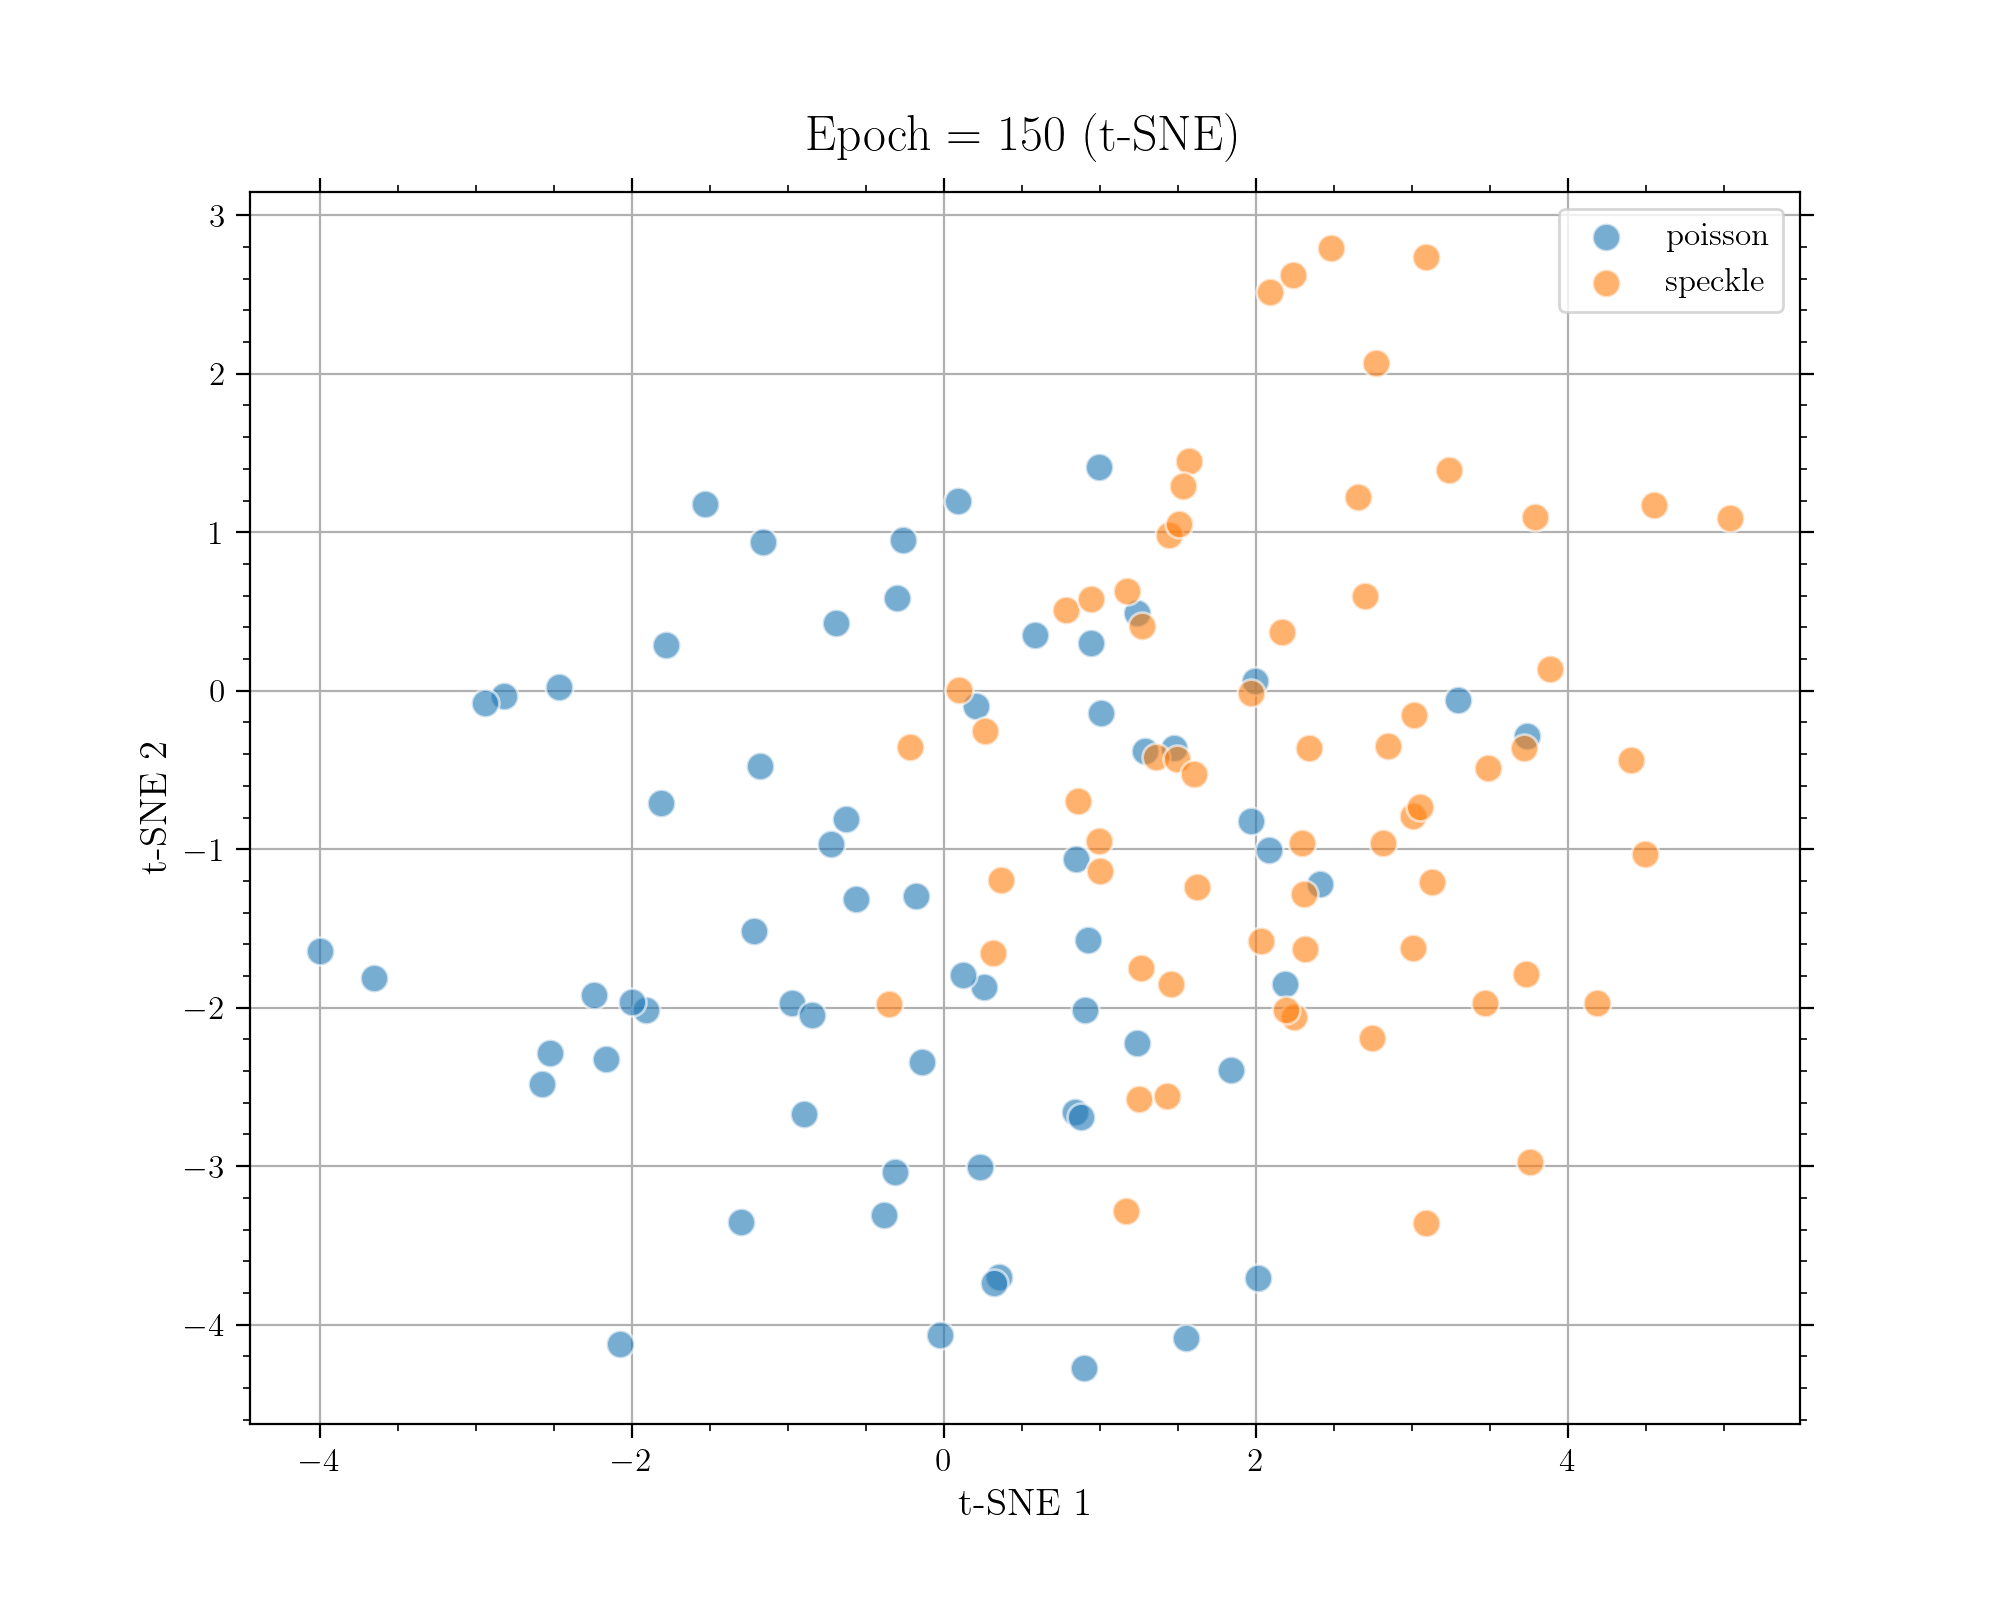 Epoch = 150 (t-SNE)
poisson
speckle
3
2
1
0
−1
−2
−3
−4
t-SNE 2
−4
−2
0
2
4
t-SNE 1